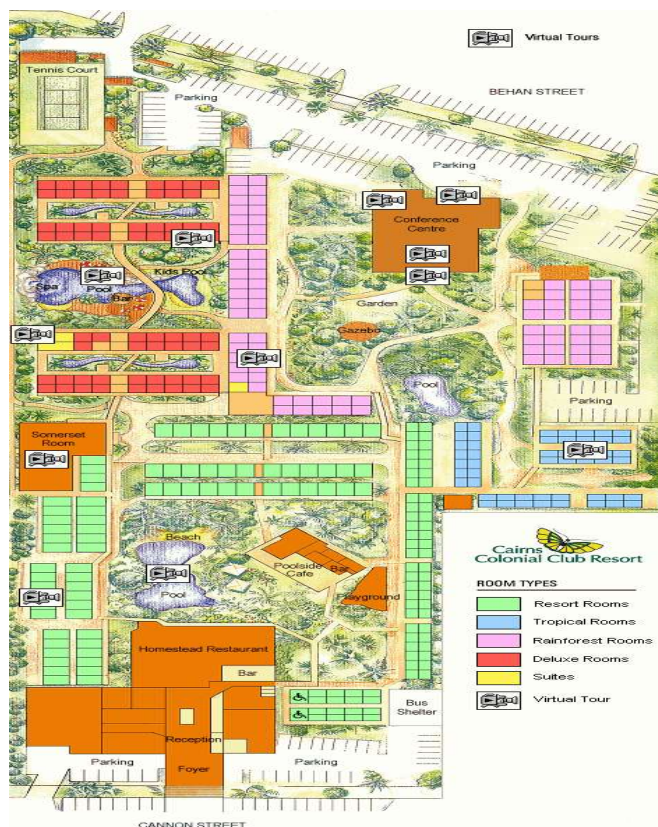 Virtual Tours
Tennis Court
BEHAN STREET
Parking
Parking
Conference
Centre
Kids Pool
Spa
Pool
Bar
Garden
Gazebo
Pool
Parking
Somerset
Room
Beach
Poolside
Cafe
Bar
Pool
Playground
Cairns
Colonial Club Resort
ROOM TYPES
Resort Rooms
Tropical Rooms
Rainforest Rooms
Deluxe Rooms
Suites
Virtual Tour
Homestead Restaurant
Bar
Bus
Shelter
Reception
Parking
Foyer
Parking
CANNON STREET